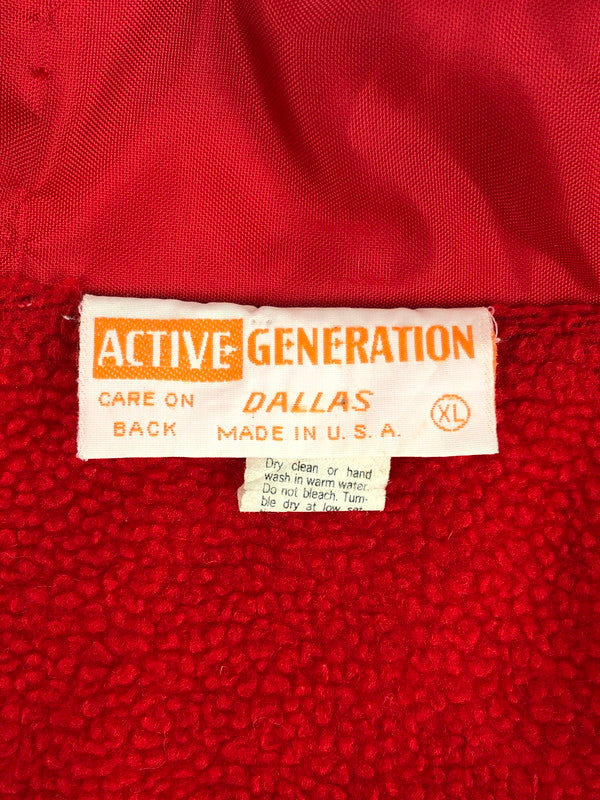 ACTIVE GENERATION
CARE ON BACK
DALLAS
MADE IN U. S. A.
XL
Dry clean or hand
wash in warm water.
Do not bleach. Tum-
ble dry at low set-